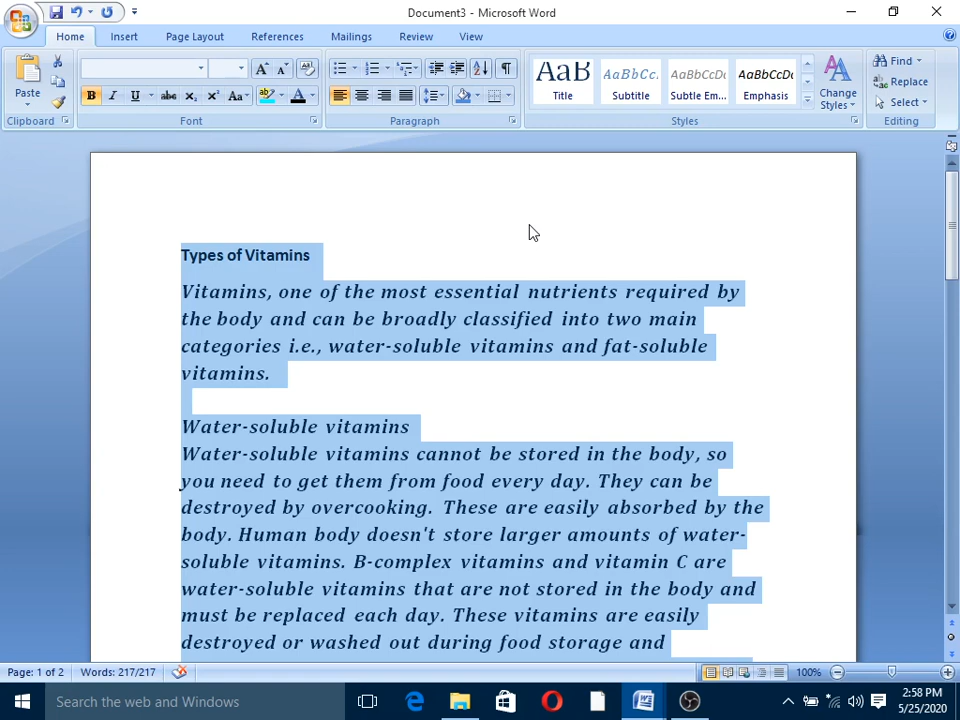 Document3 - Microsoft Word
Home Insert Page Layout References Mailings Review View
Paste
Clipboard
Font
Paragraph
AaB AaBbCc. AaBbCcDc AaBbCcDc
Title Subtitle Subtle Em... Emphasis
Change Styles
Styles
Find
Replace
Select
Editing
Types of Vitamins
Vitamins, one of the most essential nutrients required by
the body and can be broadly classified into two main
categories i.e., water-soluble vitamins and fat-soluble
vitamins.
Water-soluble vitamins
Water-soluble vitamins cannot be stored in the body, so
you need to get them from food every day. They can be
destroyed by overcooking. These are easily absorbed by the
body. Human body doesn't store larger amounts of water-
soluble vitamins. B-complex vitamins and vitamin C are
water-soluble vitamins that are not stored in the body and
must be replaced each day. These vitamins are easily
destroyed or washed out during food storage and
Page: 1 of 2 Words: 217/217 100%
Search the web and Windows
2:58 PM
5/25/2020